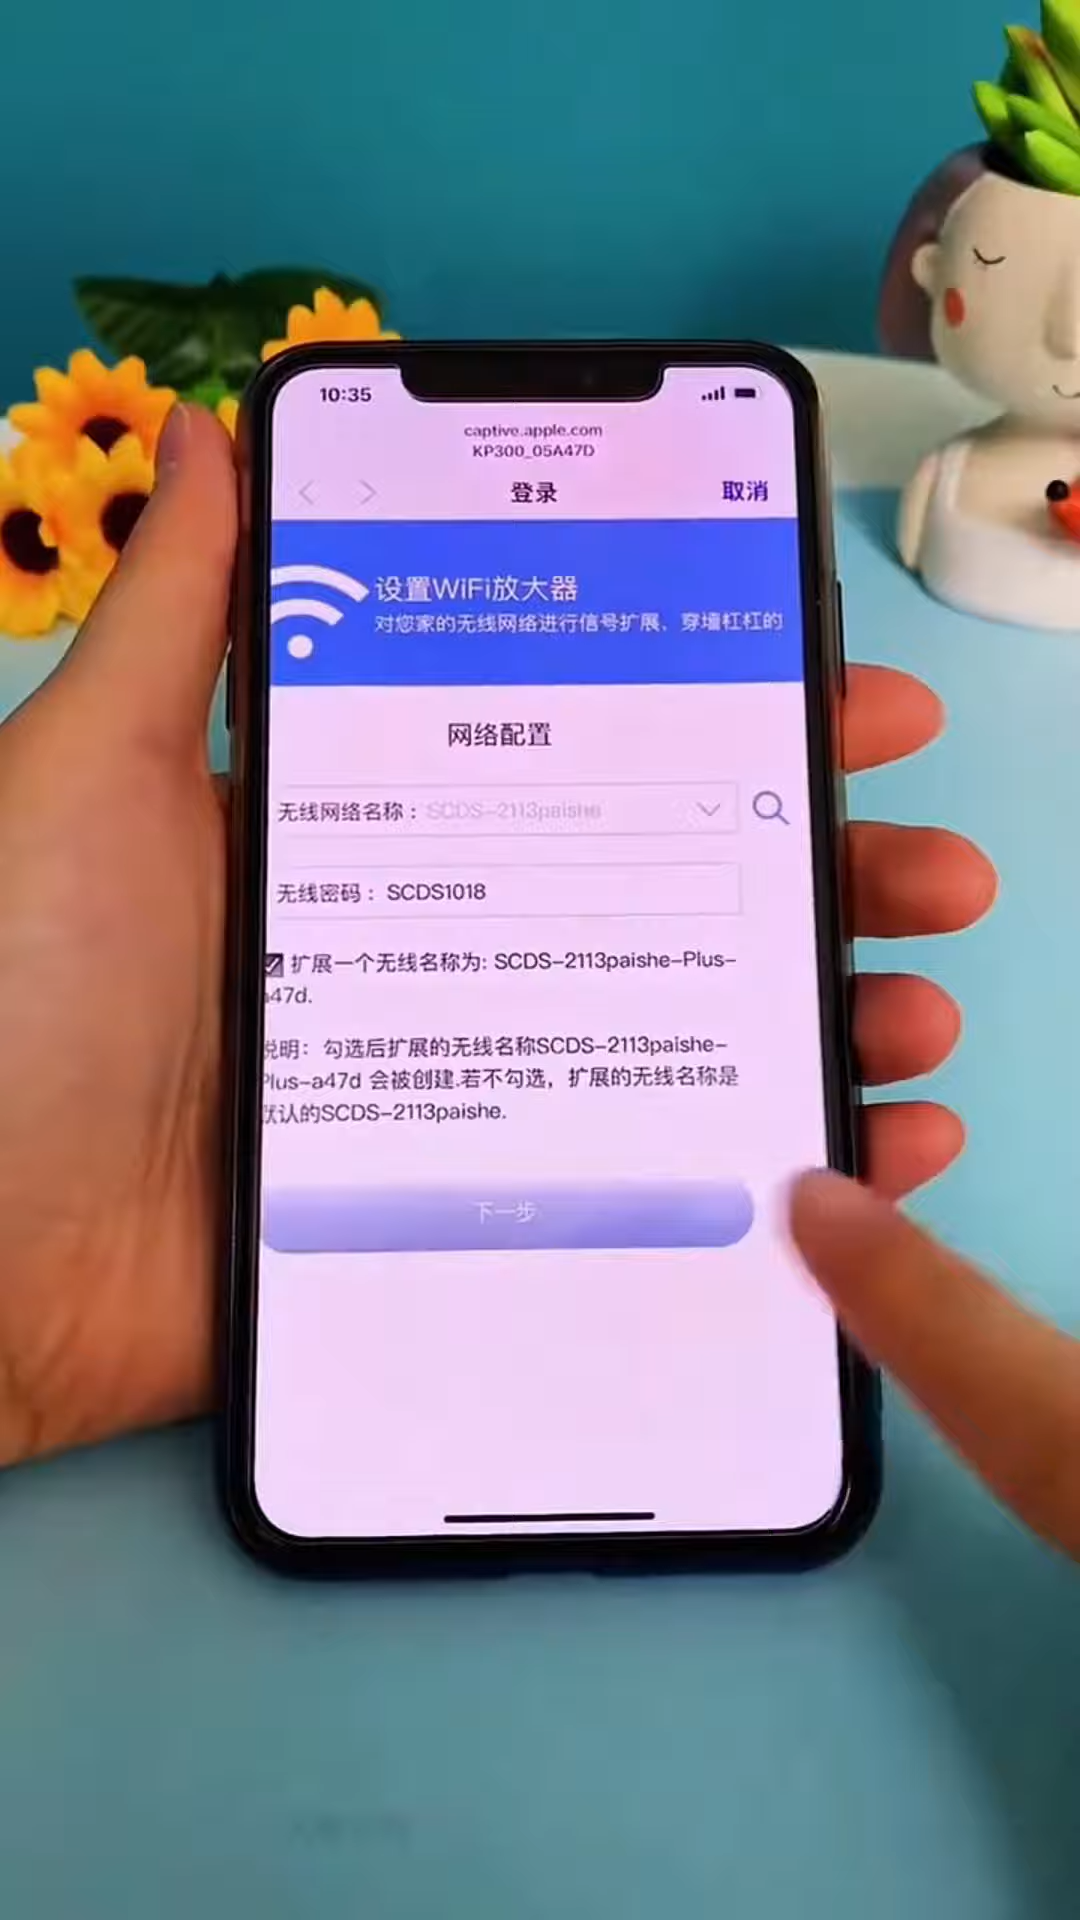 10:35
captive.apple.com
KP300_05A47D
登录
取消
设置WiFi放大器
对您家的无线网络进行信号扩展、穿墙杠杠的
网络配置
无线网络名称：SCDS-2113paishe
无线密码：SCDS1018
扩展一个无线名称为: SCDS-2113paishe-Plus-
a47d.
说明：勾选后扩展的无线名称SCDS-2113paishe-
Plus-a47d 会被创建.若不勾选，扩展的无线名称是
默认的SCDS-2113paishe.
下一步